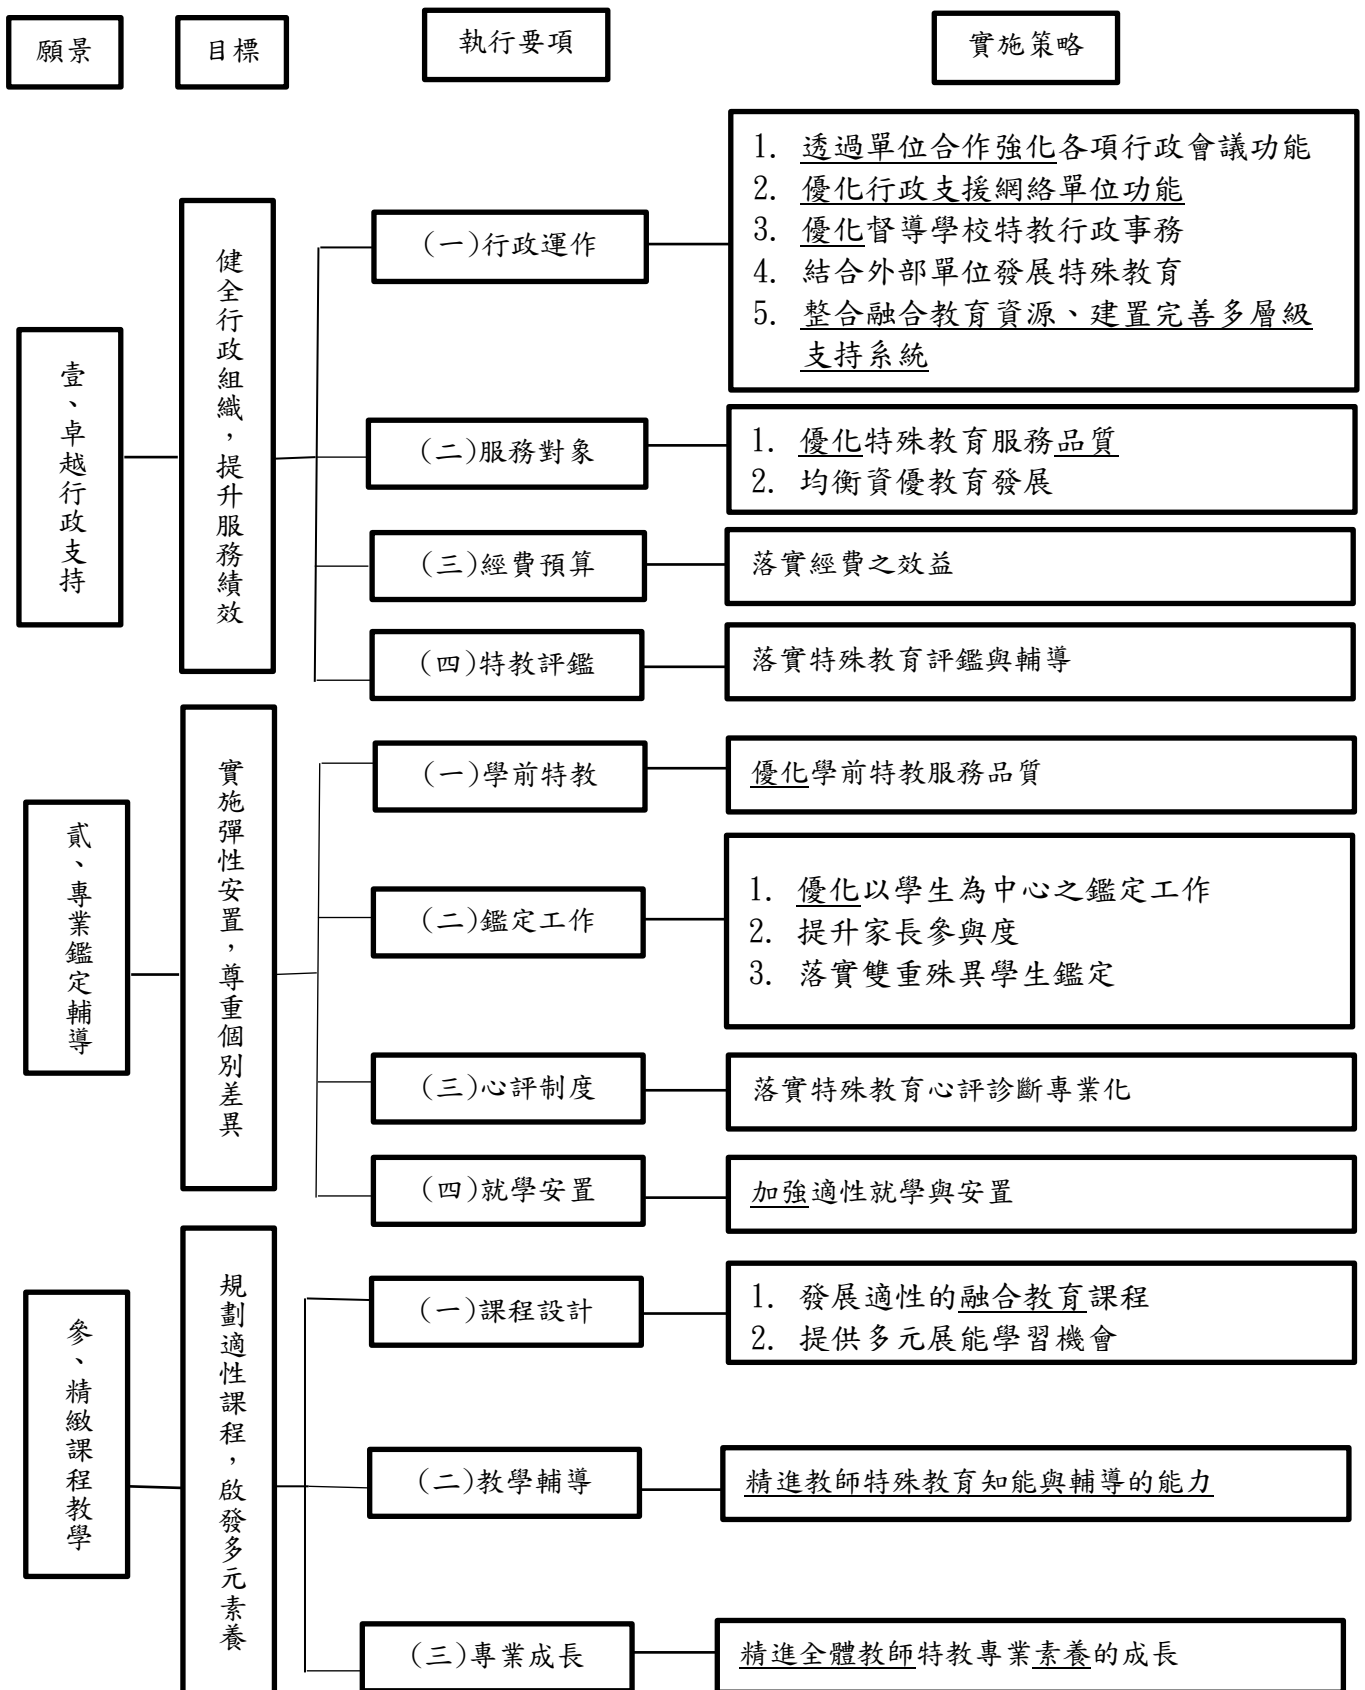 願景
目標
執行要項
實施策略
壹、卓越行政支持
健全行政組織，提升服務績效
(一)行政運作
1. 透過單位合作強化各項行政會議功能
2. 優化行政支援網絡單位功能
3. 優化督導學校特教行政事務
4. 結合外部單位發展特殊教育
5. 整合融合教育資源、建置完善多層級
支持系統
(二)服務對象
1. 優化特殊教育服務品質
2. 均衡資優教育發展
(三)經費預算
落實經費之效益
(四)特教評鑑
落實特殊教育評鑑與輔導
貳、專業鑑定輔導
實施彈性安置，尊重個別差異
(一)學前特教
優化學前特教服務品質
(二)鑑定工作
1. 優化以學生為中心之鑑定工作
2. 提升家長參與度
3. 落實雙重殊異學生鑑定
(三)心評制度
落實特殊教育心評診斷專業化
(四)就學安置
加強適性就學與安置
參、精緻課程教學
規劃適性課程，啟發多元素養
(一)課程設計
1. 發展適性的融合教育課程
2. 提供多元展能學習機會
(二)教學輔導
精進教師特殊教育知能與輔導的能力
(三)專業成長
精進全體教師特教專業素養的成長